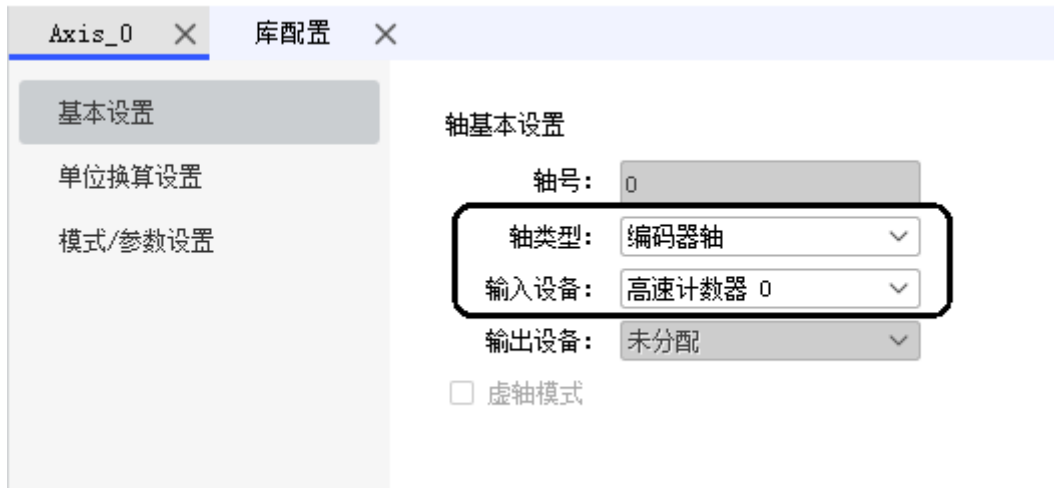 Axis_0 库配置
基本设置
单位换算设置
模式/参数设置
轴基本设置
轴号: 0
轴类型: 编码器轴
输入设备: 高速计数器 0
输出设备: 未分配
虚轴模式